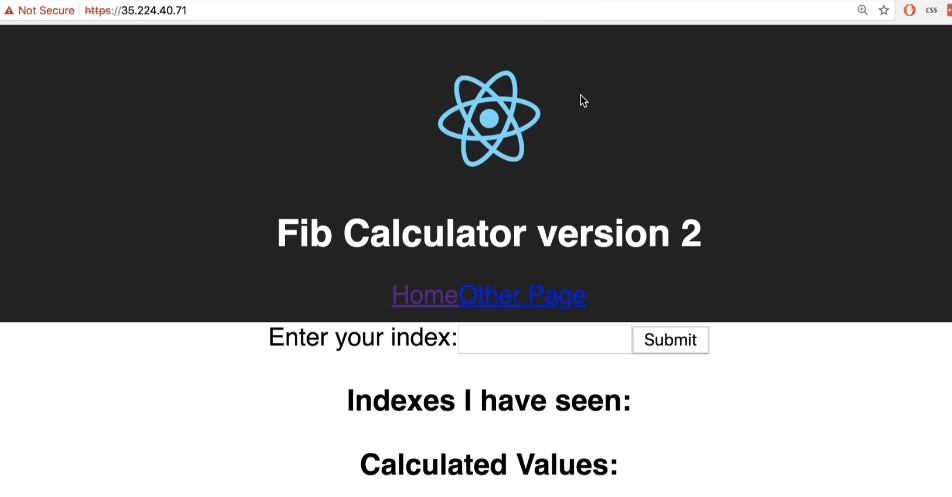 Not Secure https://35.224.40.71 CSS
Fib Calculator version 2
HomeOther Page
Enter your index: Submit
Indexes I have seen:
Calculated Values: